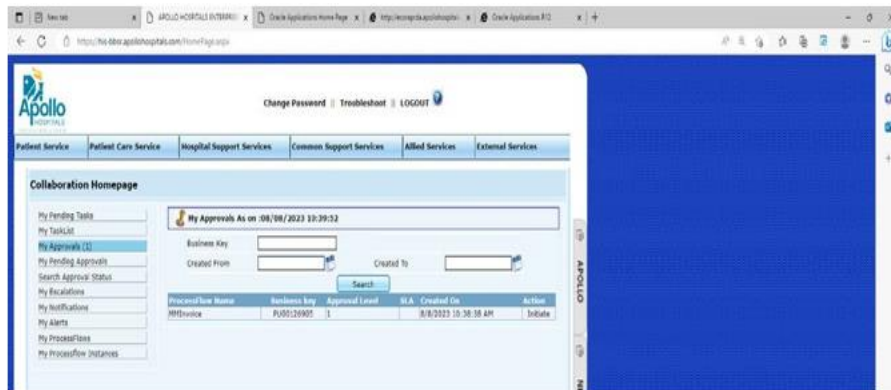 New tab
APOLLO HOSPITALS ENTERPRISE
Oracle Applications Home Page
Oracle Applications R12
Apollo
HOSPITALS
Change Password || Troubleshoot || LOGOUT
Patient Service Patient Care Service Hospital Support Services Common Support Services Allied Services External Services
Collaboration Homepage
My Pending Tasks
My TaskList
My Approvals (1)
My Pending Approvals
Search Approval Status
My Escalations
My Notifications
My Alerts
My ProcessFlows
My Processflow Instances
My Approvals As on :08/08/2023 10:39:52
Business Key
Created From Created To
Search
ProcessFlow Name Business key Approval Level SLA Created On Action
MMInvoice PU00126905 1 8/8/2023 10:38:38 AM Initiate
APOLLO